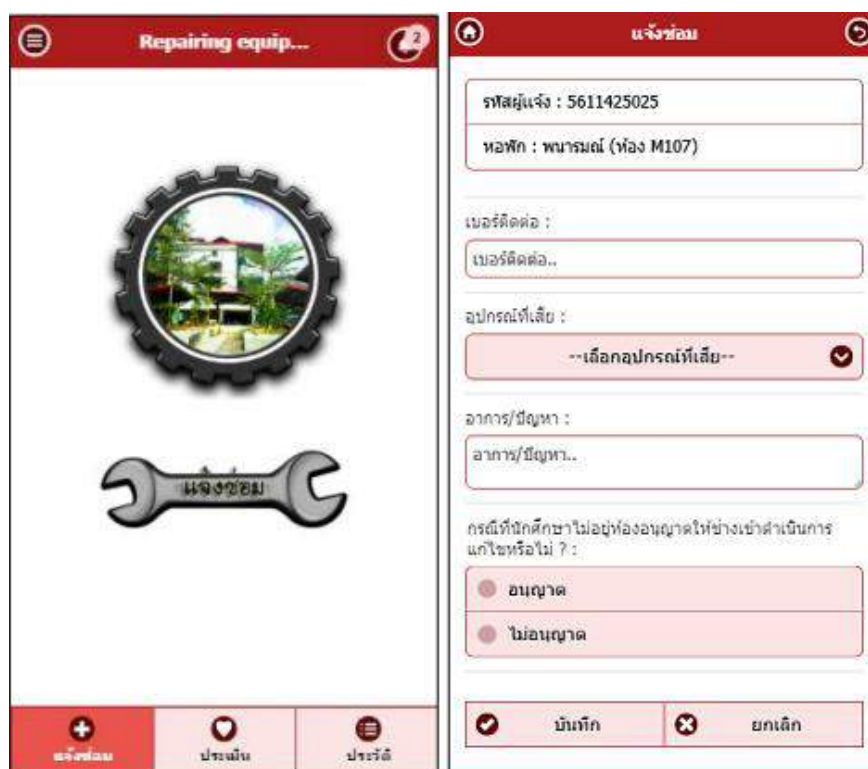 Repairing equip...
2
แจ้งซ่อม
แจ้งซ่อม
ประเมิน
ประวัติ
แจ้งซ่อม
รหัสผู้แจ้ง : 5611425025
หอพัก : พนารมณ์ (ห้อง M107)
เบอร์ติดต่อ :
เบอร์ติดต่อ..
อุปกรณ์ที่เสีย :
--เลือกอุปกรณ์ที่เสีย--
อาการ/ปัญหา :
อาการ/ปัญหา..
กรณีที่นักศึกษาไม่อยู่ห้องอนุญาตให้ช่างเข้าดำเนินการ
แก้ไขหรือไม่ ? :
อนุญาต
ไม่อนุญาต
บันทึก
ยกเลิก